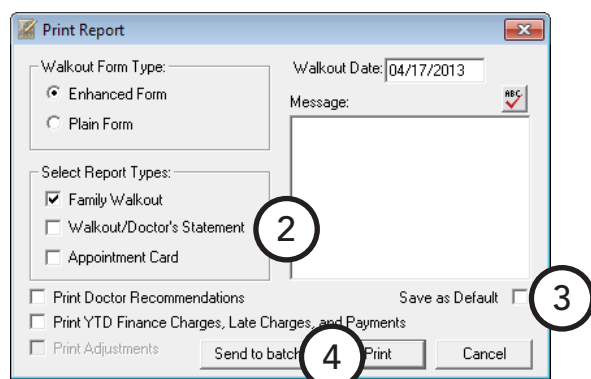 Print Report
Walkout Form Type:
Enhanced Form
Plain Form
Walkout Date: 04/17/2013
Message:
ABC
Select Report Types:
Family Walkout
Walkout/Doctor's Statement
2
Appointment Card
Print Doctor Recommendations
Save as Default
3
Print YTD Finance Charges, Late Charges, and Payments
Print Adjustments
Send to batch
4
Print
Cancel